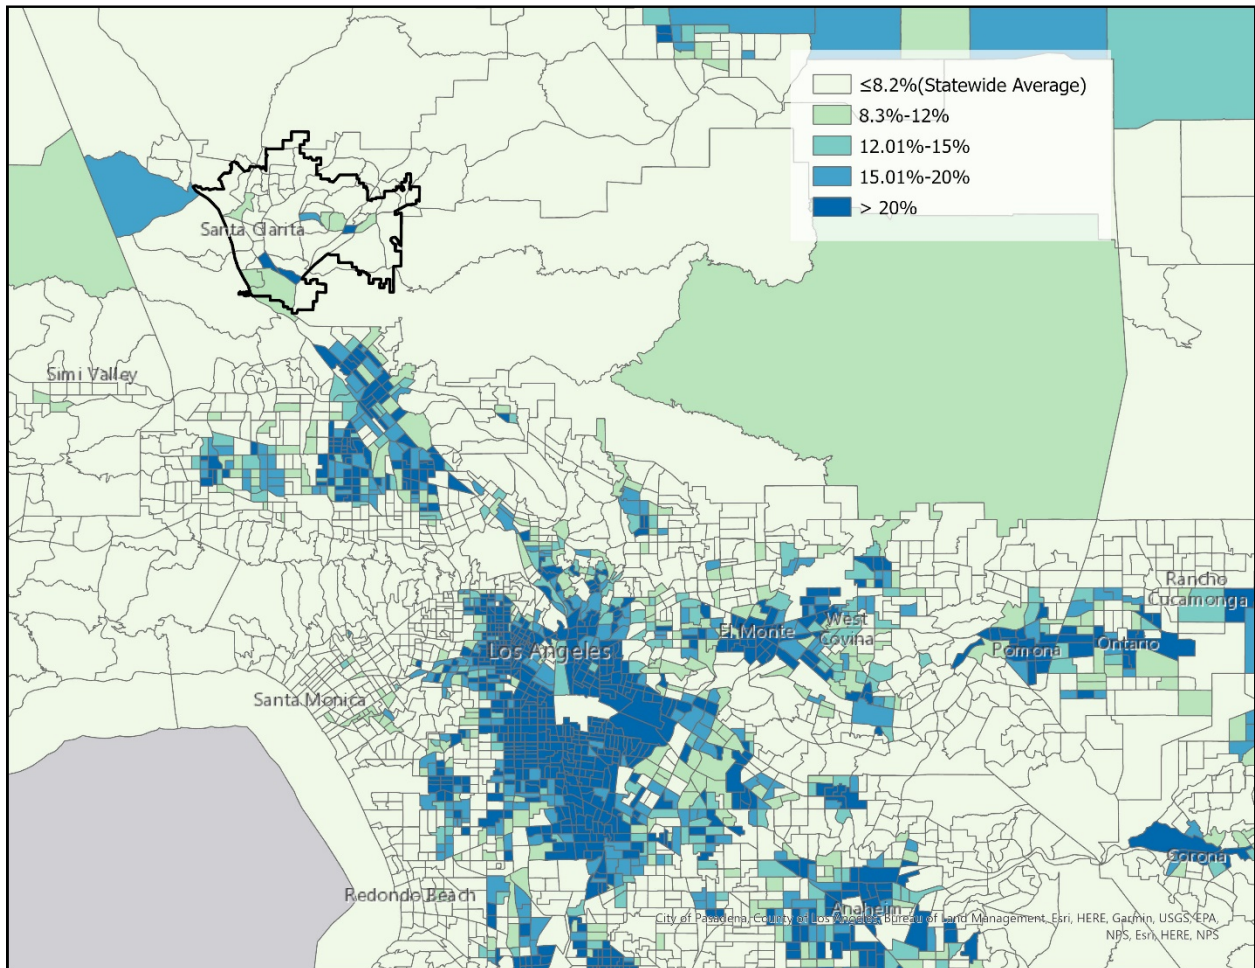 ≤8.2%(Statewide Average)
8.3%-12%
12.01%-15%
15.01%-20%
> 20%
Santa Clarita
Simi Valley
Rancho
Cucamonga
El Monte
West
Covina
Los Angeles
Pomona
Ontario
Santa Monica
Corona
Redondo Beach
Anaheim
City of Pasadena, County of Los Angeles, Bureau of Land Management, Esri, HERE, Garmin, USGS, EPA,
NPS, Esri, HERE, NPS